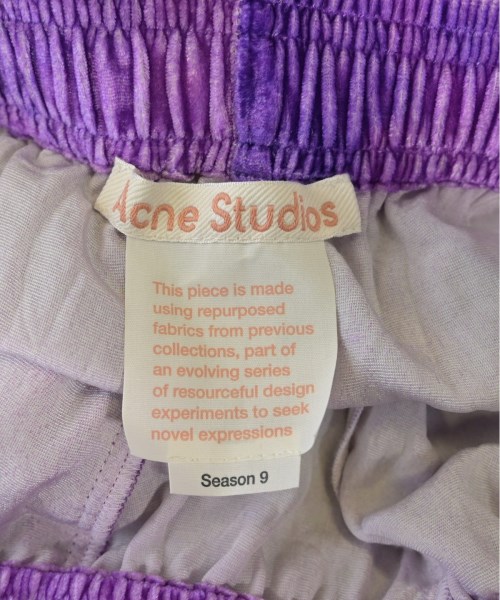 Acne Studios
This piece is made
using repurposed
fabrics from previous
collections, part of
an evolving series
of resourceful design
experiments to seek
novel expressions
Season 9